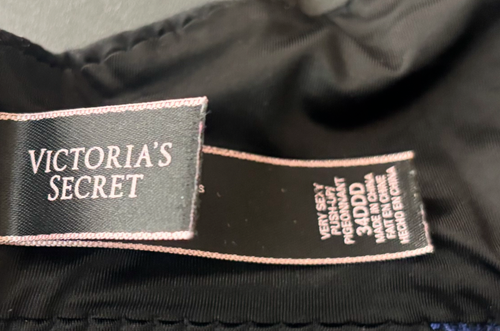 VICTORIA'S
SECRET
S
VERY SEXY
PUSH-UP/
PIGEONNANT
34DDD
MADE IN CHINA
FAIT EN CHINE
HECHO EN CHINA